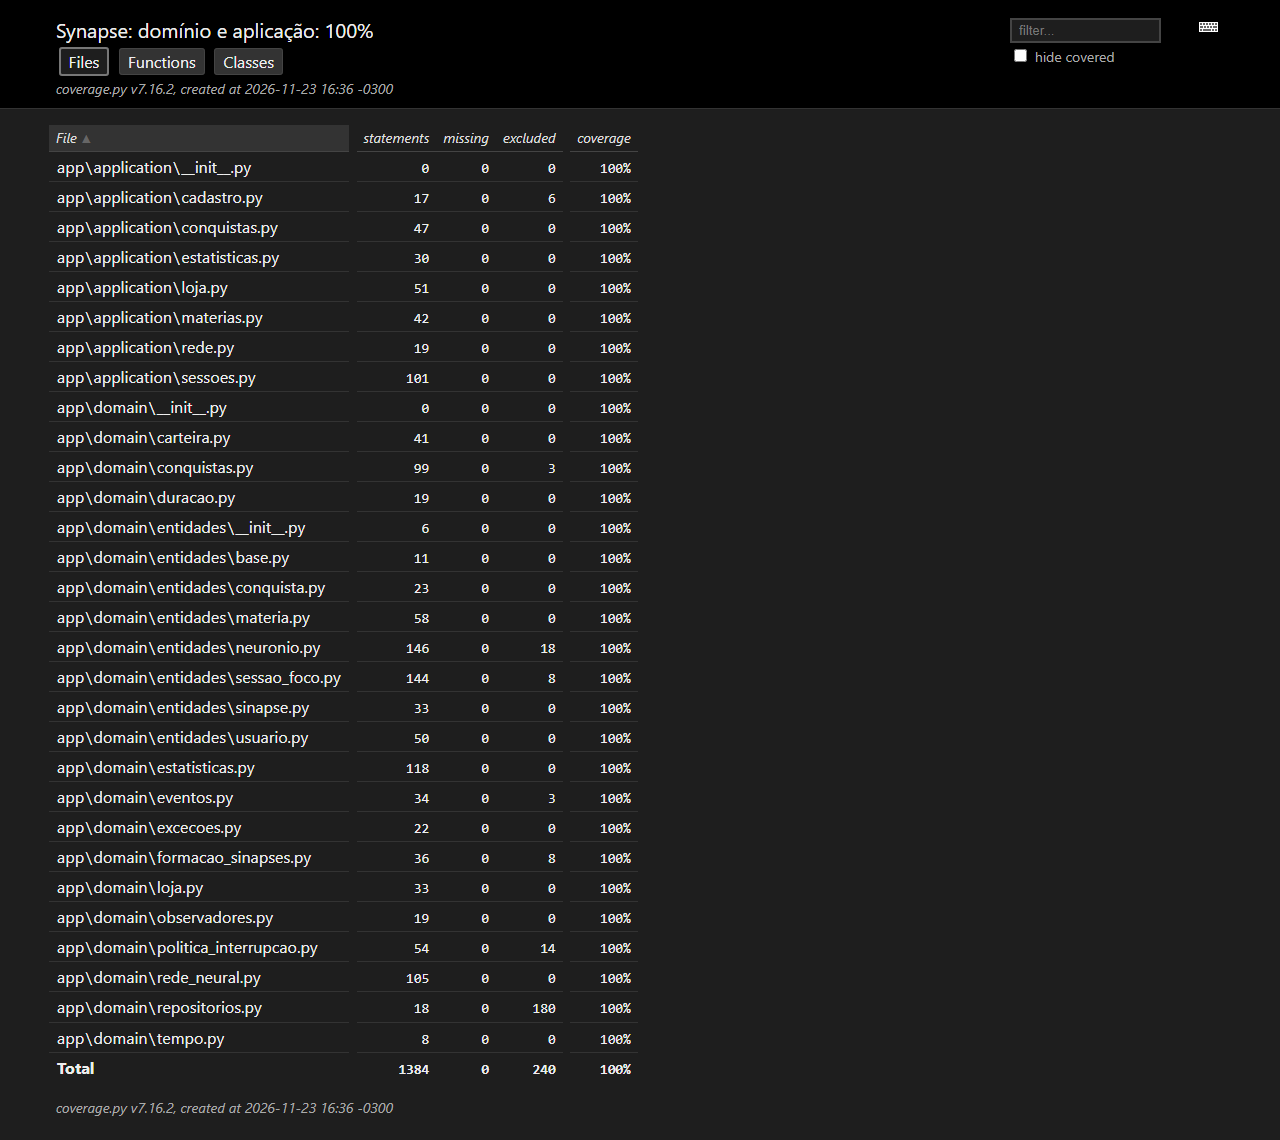 Synapse: domínio e aplicação: 100%
filter...
hide covered
Files Functions Classes
coverage.py v7.16.2, created at 2026-11-23 16:36 -0300
File ▲ statements missing excluded coverage
app\application\__init__.py 0 0 0 100%
app\application\cadastro.py 17 0 6 100%
app\application\conquistas.py 47 0 0 100%
app\application\estatisticas.py 30 0 0 100%
app\application\loja.py 51 0 0 100%
app\application\materias.py 42 0 0 100%
app\application\rede.py 19 0 0 100%
app\application\sessoes.py 101 0 0 100%
app\domain\__init__.py 0 0 0 100%
app\domain\carteira.py 41 0 0 100%
app\domain\conquistas.py 99 0 3 100%
app\domain\duracao.py 19 0 0 100%
app\domain\entidades\__init__.py 6 0 0 100%
app\domain\entidades\base.py 11 0 0 100%
app\domain\entidades\conquista.py 23 0 0 100%
app\domain\entidades\materia.py 58 0 0 100%
app\domain\entidades\neuronio.py 146 0 18 100%
app\domain\entidades\sessao_foco.py 144 0 8 100%
app\domain\entidades\sinapse.py 33 0 0 100%
app\domain\entidades\usuario.py 50 0 0 100%
app\domain\estatisticas.py 118 0 0 100%
app\domain\eventos.py 34 0 3 100%
app\domain\excecoes.py 22 0 0 100%
app\domain\formacao_sinapses.py 36 0 8 100%
app\domain\loja.py 33 0 0 100%
app\domain\observadores.py 19 0 0 100%
app\domain\politica_interrupcao.py 54 0 14 100%
app\domain\rede_neural.py 105 0 0 100%
app\domain\repositorios.py 18 0 180 100%
app\domain\tempo.py 8 0 0 100%
Total 1384 0 240 100%
coverage.py v7.16.2, created at 2026-11-23 16:36 -0300